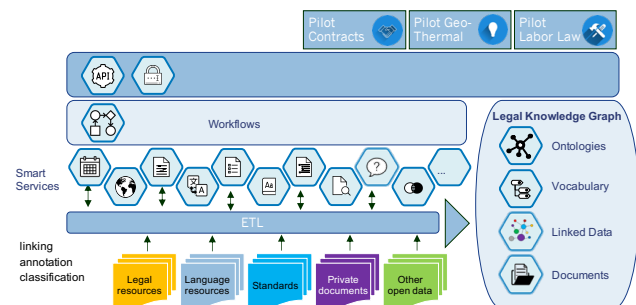 Pilot
Contracts
Pilot Geo-
Thermal
Pilot
Labor Law
API
Workflows
Legal Knowledge Graph
Ontologies
Vocabulary
Linked Data
Documents
Smart
Services
A
Aa
?
...
ETL
linking
annotation
classification
Legal
resources
Language
resources
Standards
Private
documents
Other
open data